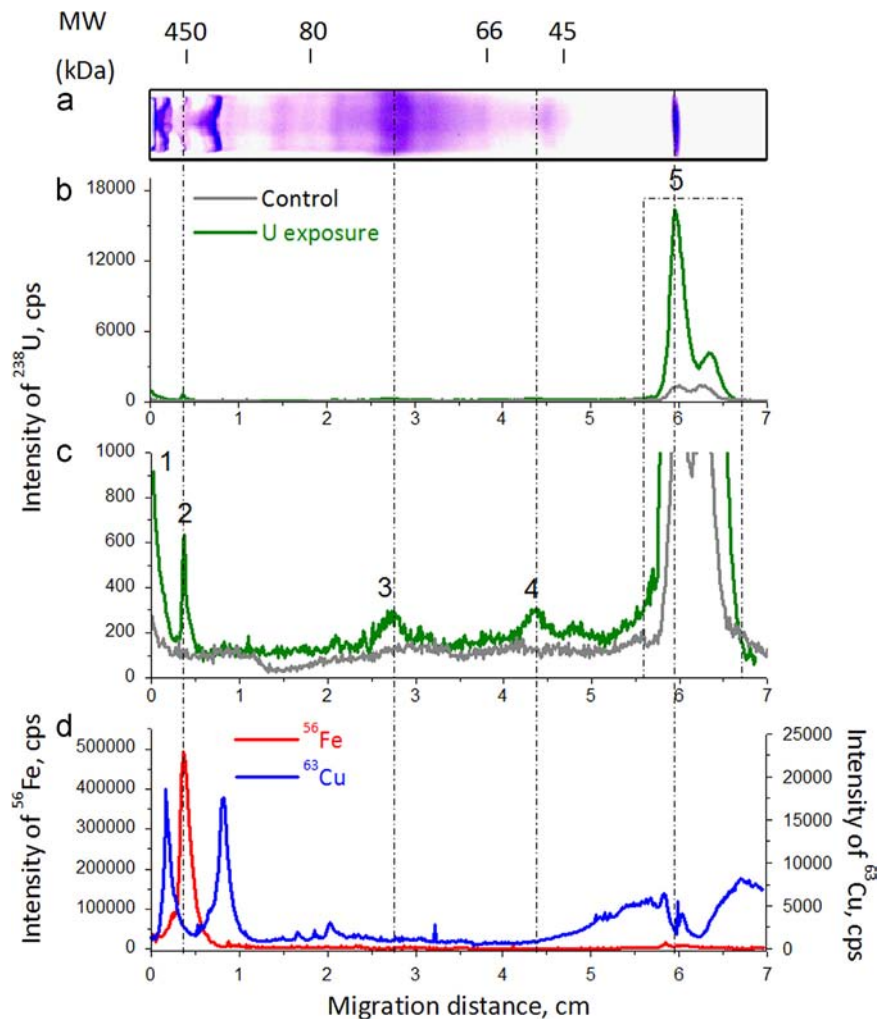 MW
(kDa)
450 80 66 45
a
b
Intensity of ²³⁸U, cps
18000
12000
6000
0
Control
U exposure
5
0 1 2 3 4 5 6 7
c
1000
800
600
400
200
0
1
2
3
4
0 1 2 3 4 5 6 7
d
Intensity of ⁵⁶Fe, cps
500000
400000
300000
200000
100000
0
⁵⁶Fe
⁶³Cu
25000
20000
15000
10000
5000
0
Intensity of ⁶³Cu, cps
0 1 2 3 4 5 6 7
Migration distance, cm